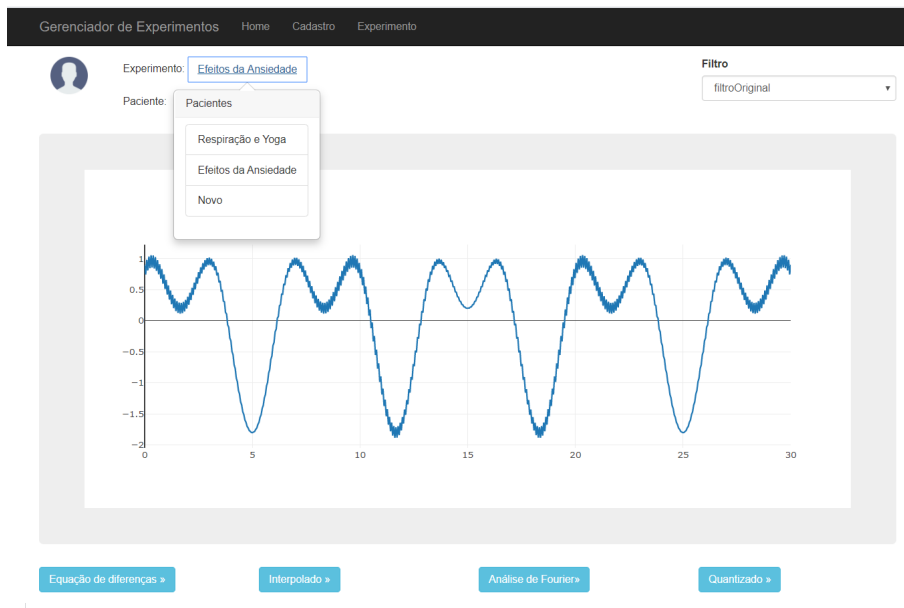 Gerenciador de Experimentos Home Cadastro Experimento
Experimento: Efeitos da Ansiedade
Filtro
filtroOriginal
Paciente:
Pacientes
Respiração e Yoga
Efeitos da Ansiedade
Novo
1
0.5
0
−0.5
−1
−1.5
−2
0 5 10 15 20 25 30
Equação de diferenças » Interpolado » Análise de Fourier» Quantizado »